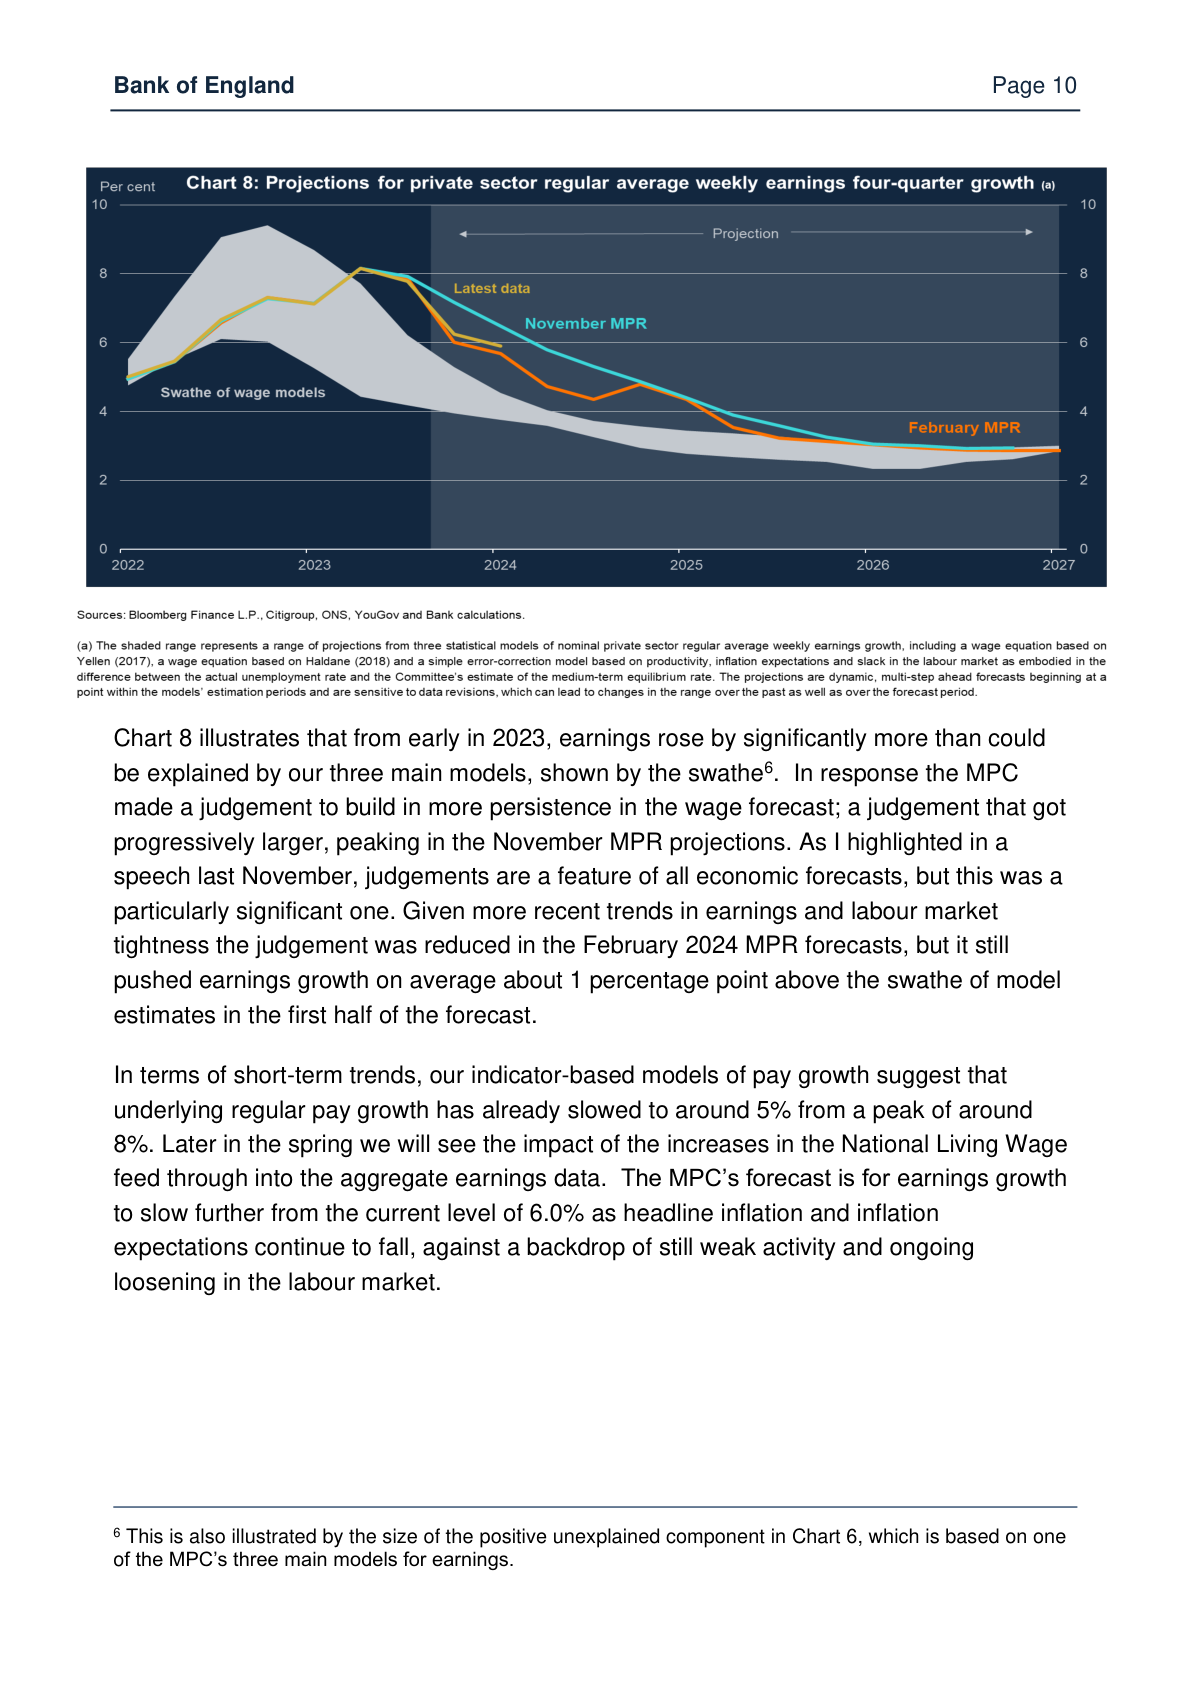 Bank of England Page 10
Per cent Chart 8: Projections for private sector regular average weekly earnings four-quarter growth (a)
10 10
Projection
8 8
Latest data
November MPR
6 6
Swathe of wage models
4 4
February MPR
2 2
0 0
2022 2023 2024 2025 2026 2027
Sources: Bloomberg Finance L.P., Citigroup, ONS, YouGov and Bank calculations.
(a) The shaded range represents a range of projections from three statistical models of nominal private sector regular average weekly earnings growth, including a wage equation based on
Yellen (2017), a wage equation based on Haldane (2018) and a simple error-correction model based on productivity, inflation expectations and slack in the labour market as embodied in the
difference between the actual unemployment rate and the Committee's estimate of the medium-term equilibrium rate. The projections are dynamic, multi-step ahead forecasts beginning at a
point within the models' estimation periods and are sensitive to data revisions, which can lead to changes in the range over the past as well as over the forecast period.
Chart 8 illustrates that from early in 2023, earnings rose by significantly more than could
be explained by our three main models, shown by the swathe⁶. In response the MPC
made a judgement to build in more persistence in the wage forecast; a judgement that got
progressively larger, peaking in the November MPR projections. As I highlighted in a
speech last November, judgements are a feature of all economic forecasts, but this was a
particularly significant one. Given more recent trends in earnings and labour market
tightness the judgement was reduced in the February 2024 MPR forecasts, but it still
pushed earnings growth on average about 1 percentage point above the swathe of model
estimates in the first half of the forecast.
In terms of short-term trends, our indicator-based models of pay growth suggest that
underlying regular pay growth has already slowed to around 5% from a peak of around
8%. Later in the spring we will see the impact of the increases in the National Living Wage
feed through into the aggregate earnings data. The MPC's forecast is for earnings growth
to slow further from the current level of 6.0% as headline inflation and inflation
expectations continue to fall, against a backdrop of still weak activity and ongoing
loosening in the labour market.
⁶ This is also illustrated by the size of the positive unexplained component in Chart 6, which is based on one
of the MPC's three main models for earnings.